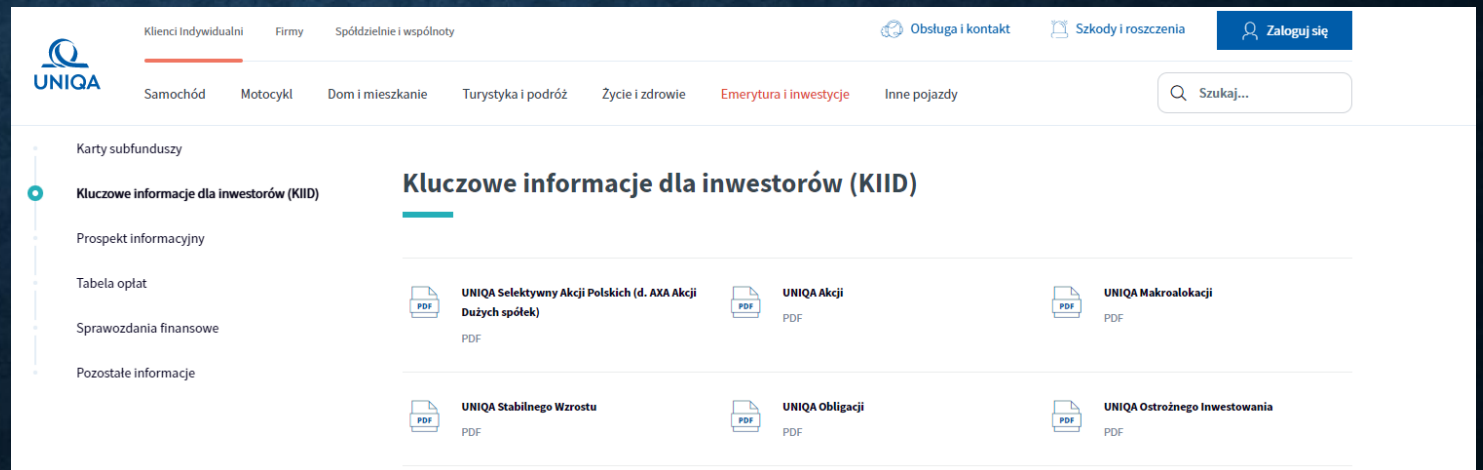 Klienci Indywidualni Firmy Spółdzielnie i wspólnoty
Obsługa i kontakt Szkody i roszczenia Zaloguj się
UNIQA
Samochód Motocykl Dom i mieszkanie Turystyka i podróż Życie i zdrowie Emerytura i inwestycje Inne pojazdy
Szukaj...
Karty subfunduszy
Kluczowe informacje dla inwestorów (KIID)
Prospekt informacyjny
Tabela opłat
Sprawozdania finansowe
Pozostałe informacje
Kluczowe informacje dla inwestorów (KIID)
PDF
UNIQA Selektywny Akcji Polskich (d. AXA Akcji
Dużych spółek)
PDF
PDF
UNIQA Akcji
PDF
PDF
UNIQA Makroalokacji
PDF
PDF
UNIQA Stabilnego Wzrostu
PDF
PDF
UNIQA Obligacji
PDF
PDF
UNIQA Ostrożnego Inwestowania
PDF